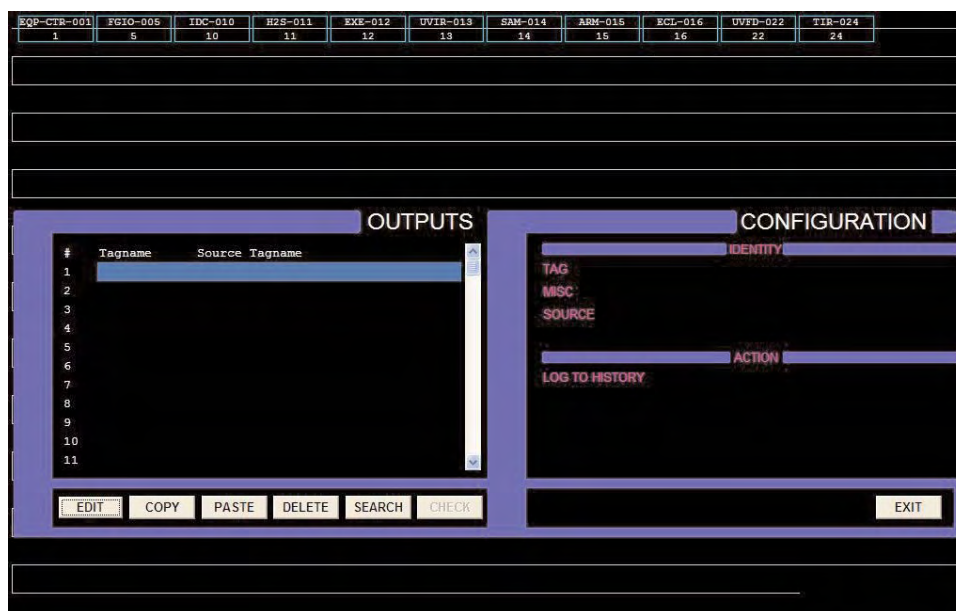 EQP-CTR-001 FGIO-005 IDC-010 H2S-011 EXE-012 UVIR-013 SAM-014 ARM-015 ECL-016 UVFD-022 TIR-024
1 5 10 11 12 13 14 15 16 22 24
OUTPUTS
# Tagname Source Tagname
1
2
3
4
5
6
7
8
9
10
11
EDIT COPY PASTE DELETE SEARCH CHECK
CONFIGURATION
IDENTITY
TAG
MISC
SOURCE
ACTION
LOG TO HISTORY
EXIT